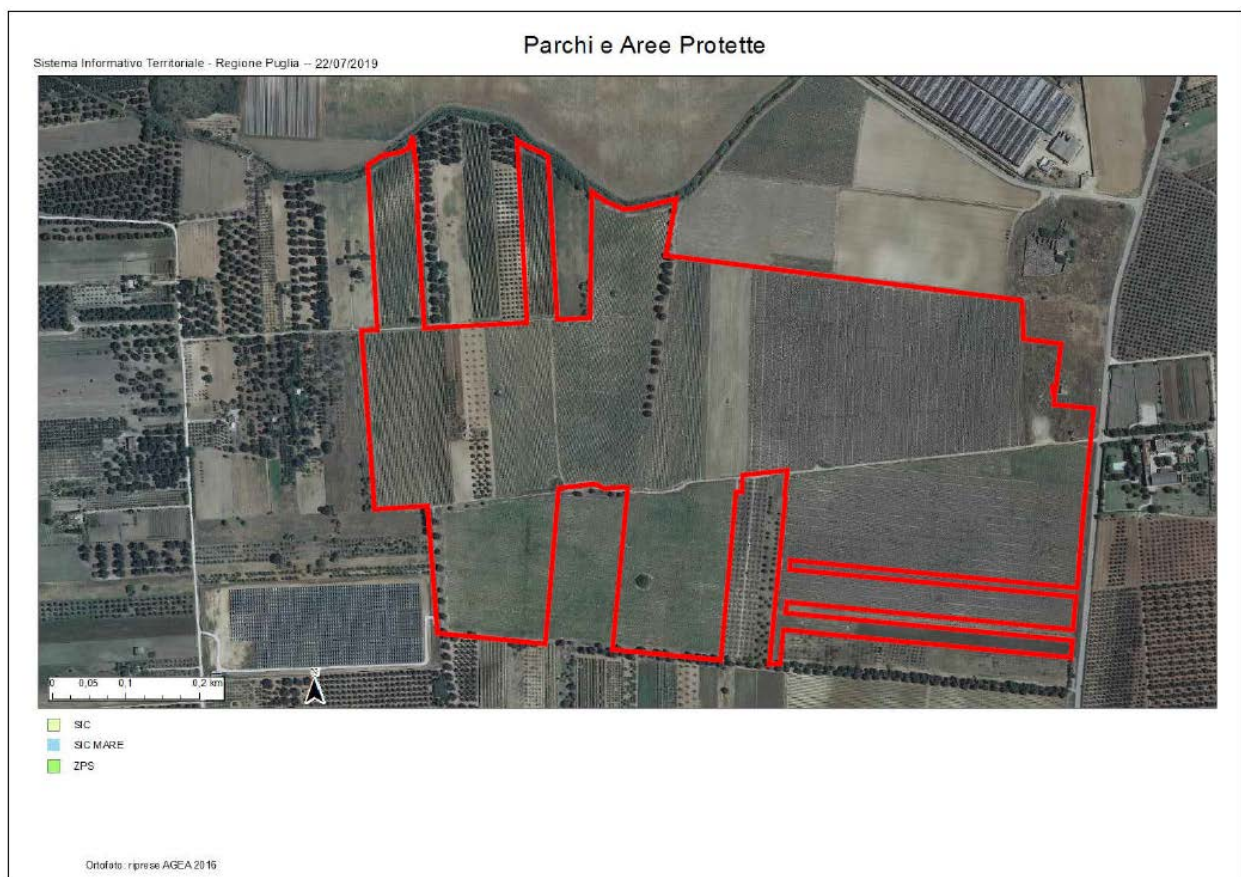 Parchi e Aree Protette
Sistema Informativo Territoriale - Regione Puglia -- 22/07/2019
0 0,05 0,1 0,2 km
SIC
SIC MARE
ZPS
Ortofoto: riprese AGEA 2016